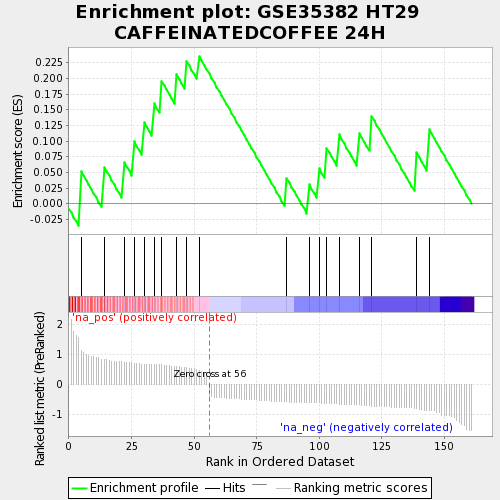 Enrichment plot: GSE35382 HT29
CAFFEINATEDCOFFEE 24H
Enrichment score (ES)
0.225
0.200
0.175
0.150
0.125
0.100
0.075
0.050
0.025
0.000
-0.025
'na_pos' (positively correlated)
Ranked list metric (PreRanked)
2
1
0
-1
Zero cross at 56
'na_neg' (negatively correlated)
0
25
50
75
100
125
150
Rank in Ordered Dataset
Enrichment profile
Hits
Ranking metric scores